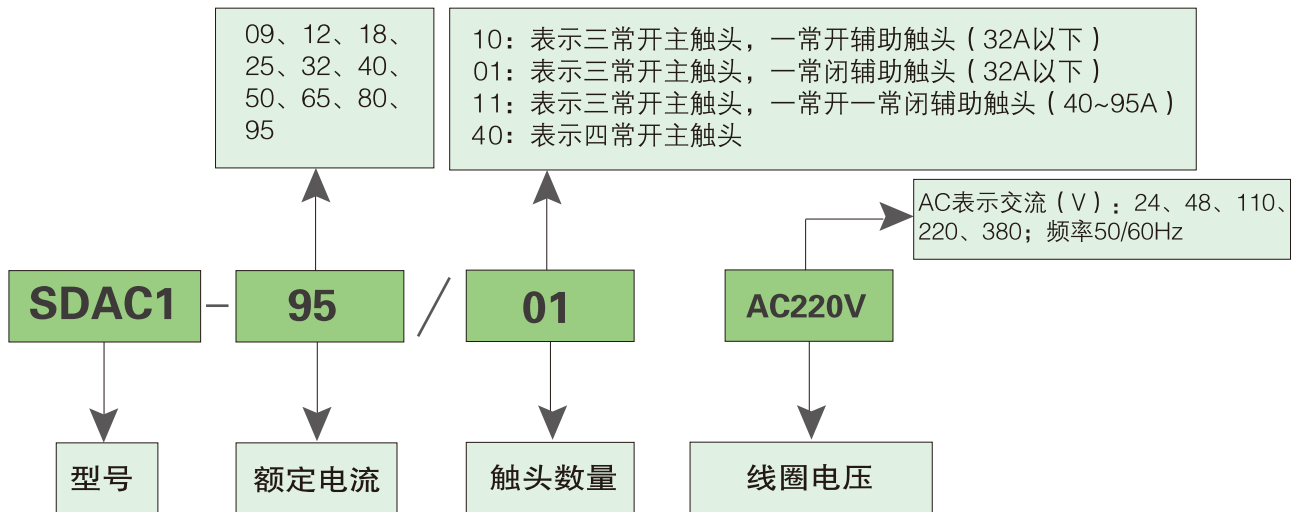 09、12、18、
25、32、40、
50、65、80、
95
10：表示三常开主触头，一常开辅助触头（32A以下）
01：表示三常开主触头，一常闭辅助触头（32A以下）
11：表示三常开主触头，一常开一常闭辅助触头（40~95A）
40：表示四常开主触头
AC表示交流（V）: 24、48、110、
220、380；频率50/60Hz
SDAC1 - 95 / 01 AC220V
型号 额定电流 触头数量 线圈电压